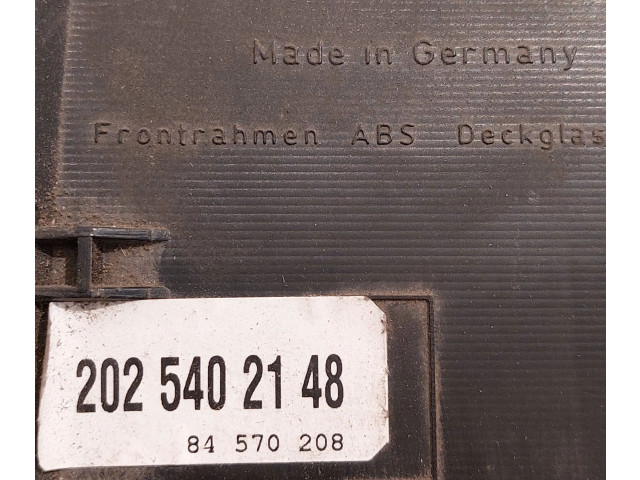 Made in Germany
Frontrahmen ABS Deckglas
202 540 21 48
84 570 208